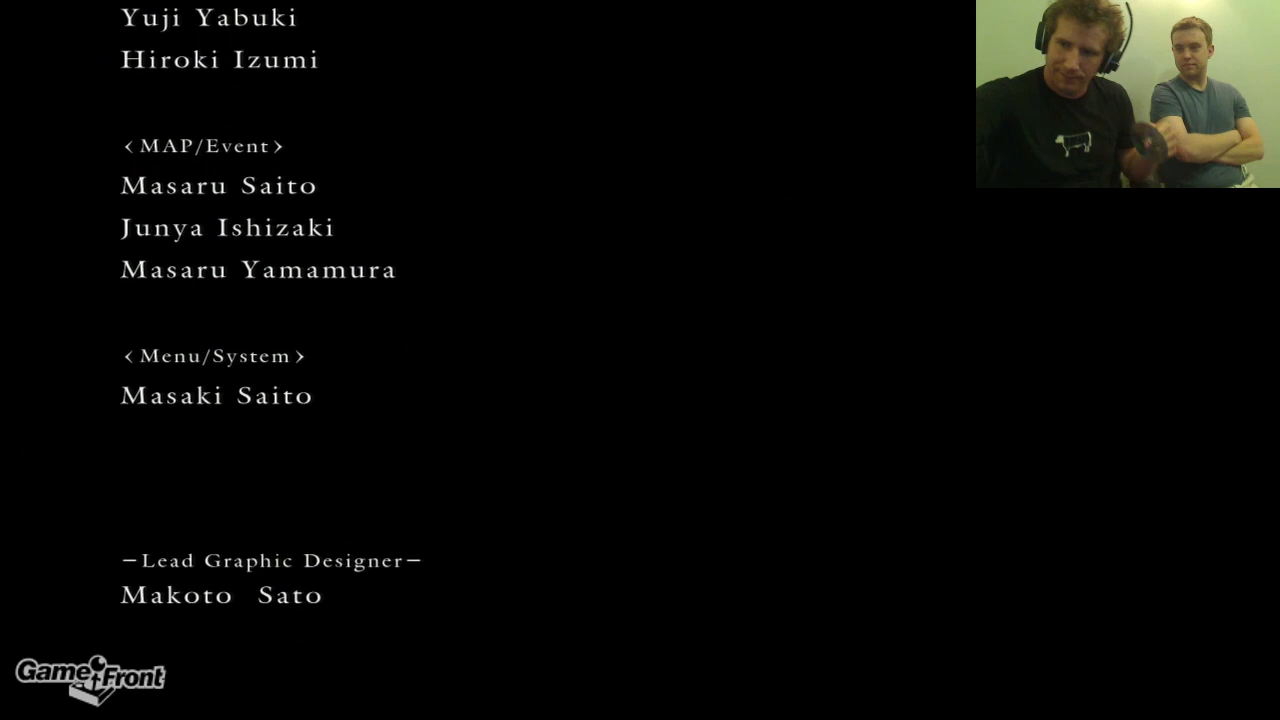 Yuji Yabuki
Hiroki Izumi
<MAP/Event>
Masaru Saito
Junya Ishizaki
Masaru Yamamura
<Menu/System>
Masaki Saito
—Lead Graphic Designer—
Makoto Sato
GameFront